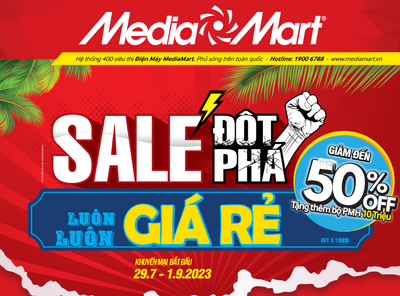 MediaMart
Hệ thống 400 siêu thị Điện Máy MediaMart. Phủ sóng trên toàn quốc - Hotline: 1900 6788 - www.mediamart.vn
SALE ĐỘT PHÁ
GIẢM ĐẾN
50% OFF
Tặng thêm bộ PMH 10 Triệu
LUÔN LUÔN GIÁ RẺ
KHUYẾN MẠI BẮT ĐẦU
29.7 - 1.9.2023